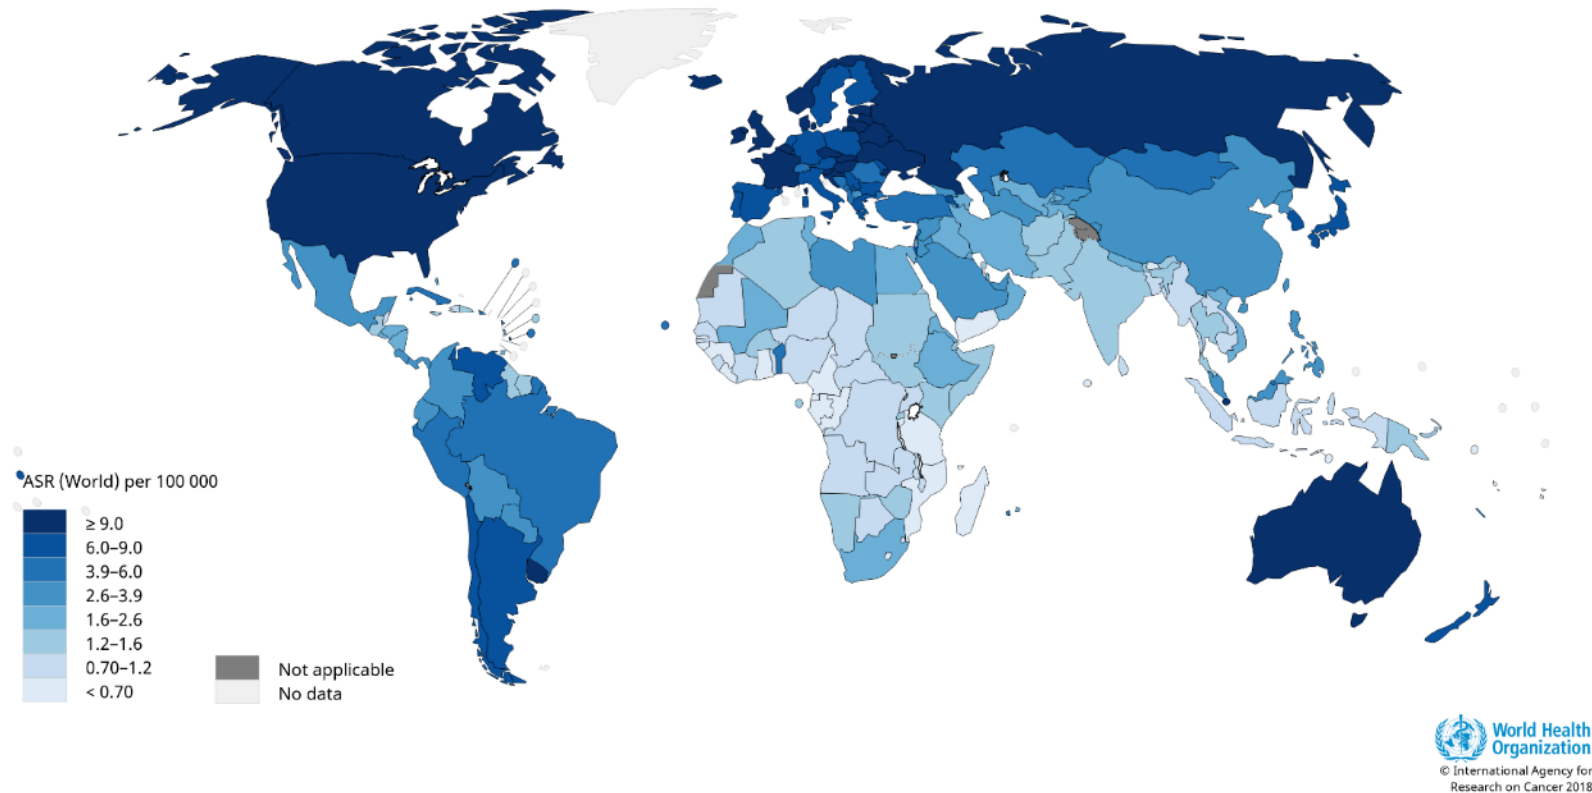 ASR (World) per 100 000
≥ 9.0
6.0–9.0
3.9–6.0
2.6–3.9
1.6–2.6
1.2–1.6
0.70–1.2
< 0.70
Not applicable
No data
World Health
Organization
© International Agency for
Research on Cancer 2018